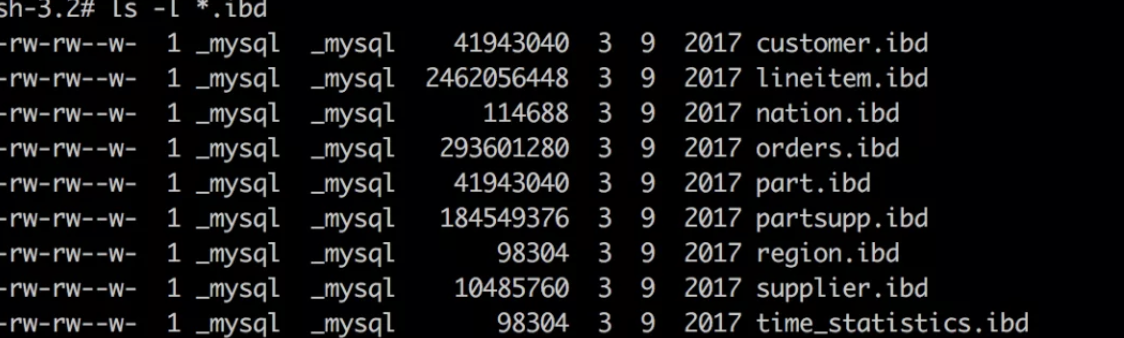 sh-3.2# ls -l *.ibd
-rw-rw--w-  1 _mysql  _mysql    41943040  3  9  2017 customer.ibd
-rw-rw--w-  1 _mysql  _mysql  2462056448  3  9  2017 lineitem.ibd
-rw-rw--w-  1 _mysql  _mysql      114688  3  9  2017 nation.ibd
-rw-rw--w-  1 _mysql  _mysql   293601280  3  9  2017 orders.ibd
-rw-rw--w-  1 _mysql  _mysql    41943040  3  9  2017 part.ibd
-rw-rw--w-  1 _mysql  _mysql   184549376  3  9  2017 partsupp.ibd
-rw-rw--w-  1 _mysql  _mysql       98304  3  9  2017 region.ibd
-rw-rw--w-  1 _mysql  _mysql    10485760  3  9  2017 supplier.ibd
-rw-rw--w-  1 _mysql  _mysql       98304  3  9  2017 time_statistics.ibd